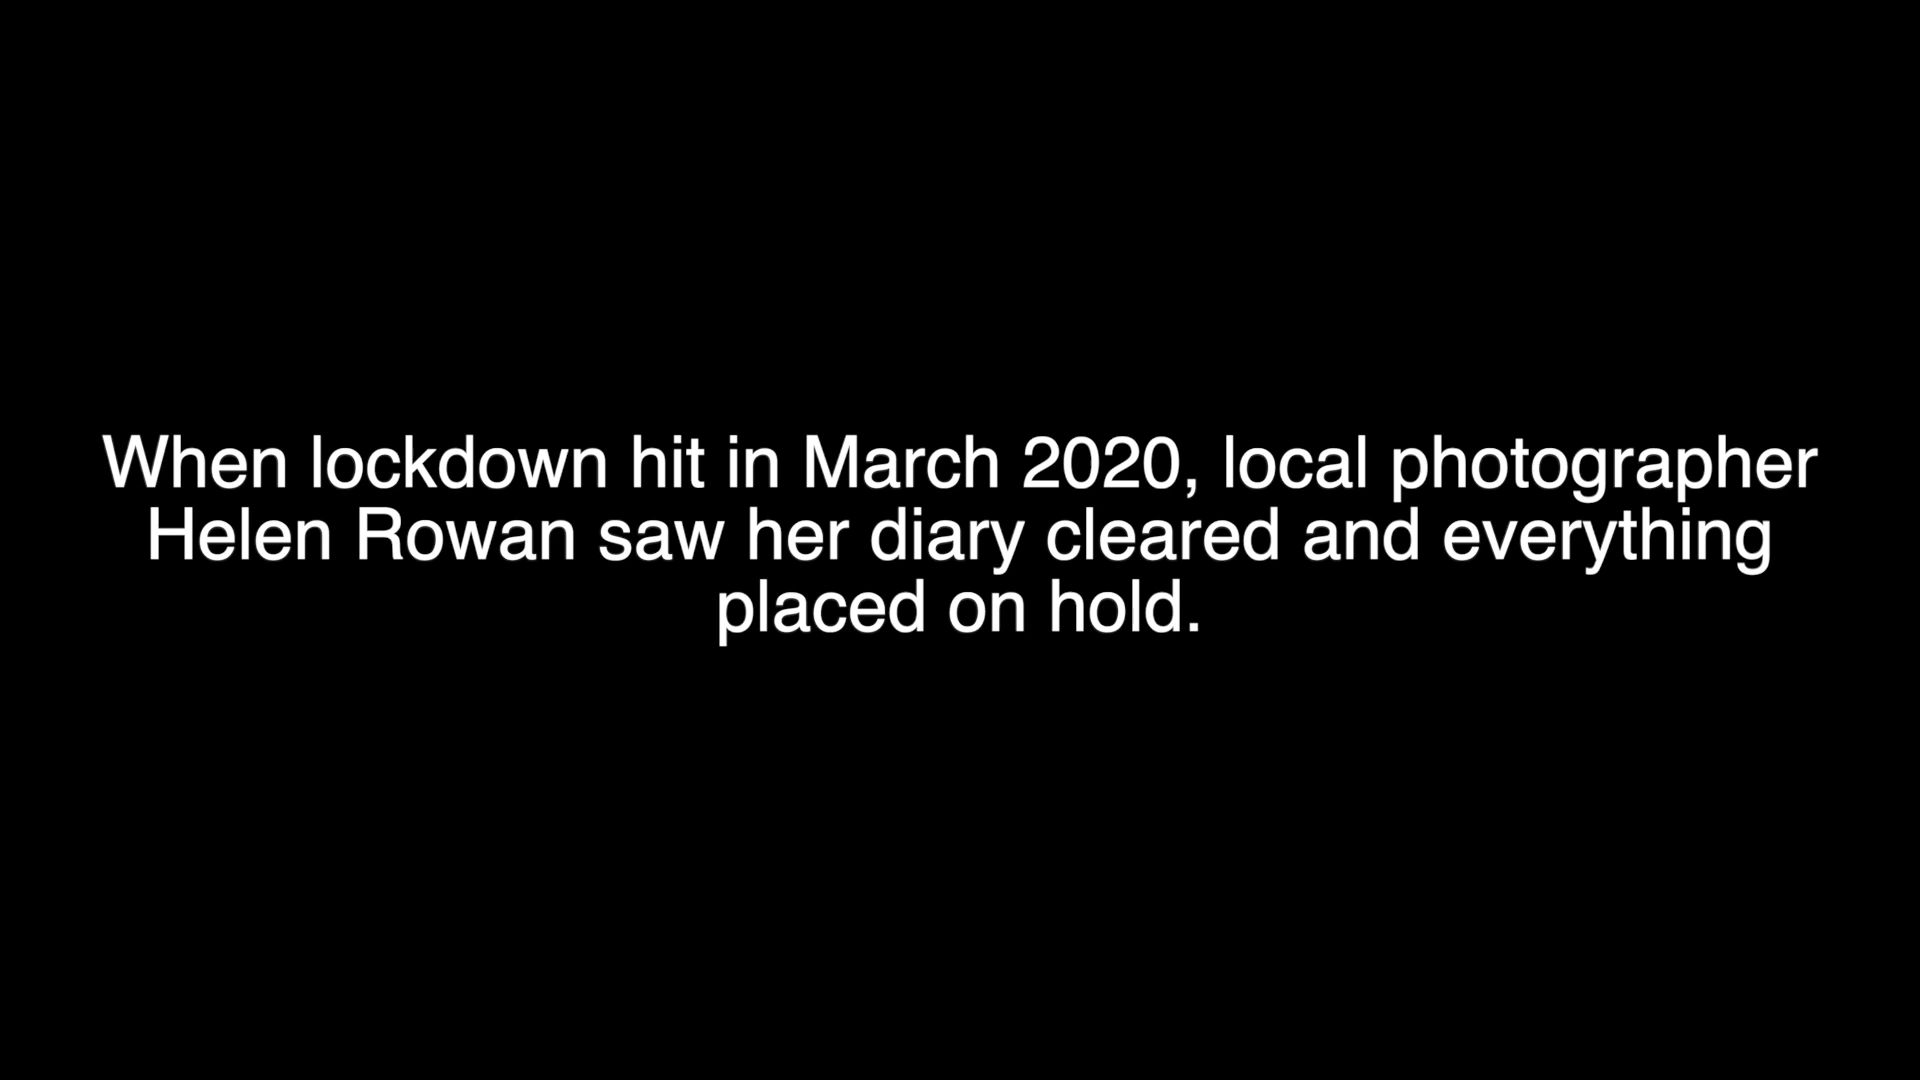 When lockdown hit in March 2020, local photographer
Helen Rowan saw her diary cleared and everything
placed on hold.